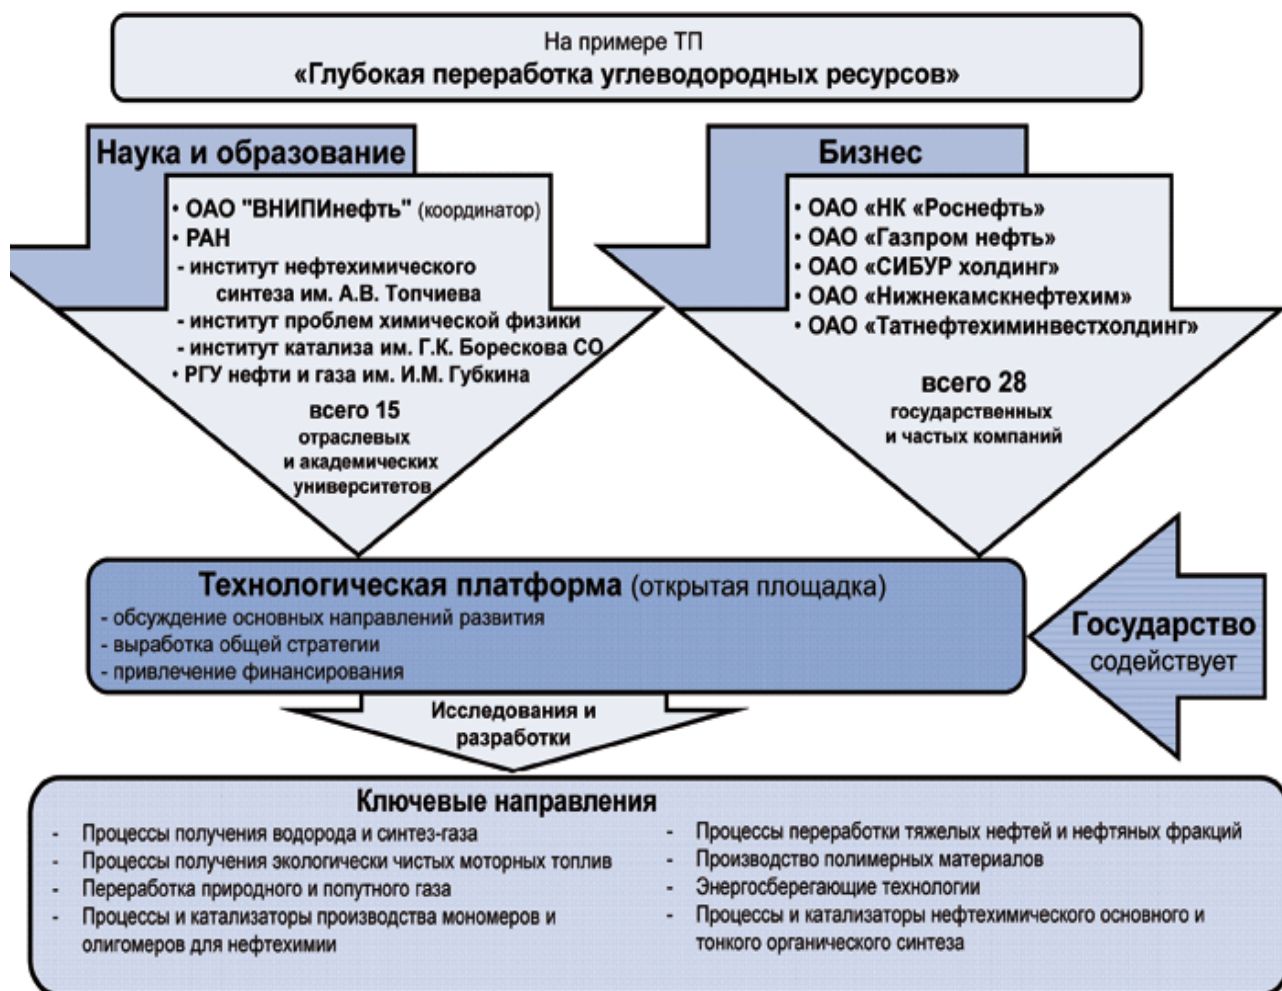 На примере ТП
«Глубокая переработка углеводородных ресурсов»
Наука и образование
• ОАО "ВНИПИнефть" (координатор)
• РАН
- институт нефтехимического
синтеза им. А.В. Топчиева
- институт проблем химической физики
- институт катализа им. Г.К. Борескова СО
• РГУ нефти и газа им. И.М. Губкина
всего 15
отраслевых
и академических
университетов
Бизнес
• ОАО «НК «Роснефть»
• ОАО «Газпром нефть»
• ОАО «СИБУР холдинг»
• ОАО «Нижнекамскнефтехим»
• ОАО «Татнефтехиминвестхолдинг»
всего 28
государственных
и частых компаний
Технологическая платформа (открытая площадка)
- обсуждение основных направлений развития
- выработка общей стратегии
- привлечение финансирования
Государство
содействует
Исследования и
разработки
Ключевые направления
- Процессы получения водорода и синтез-газа
- Процессы получения экологически чистых моторных топлив
- Переработка природного и попутного газа
- Процессы и катализаторы производства мономеров и
олигомеров для нефтехимии
- Процессы переработки тяжелых нефтей и нефтяных фракций
- Производство полимерных материалов
- Энергосберегающие технологии
- Процессы и катализаторы нефтехимического основного и
тонкого органического синтеза